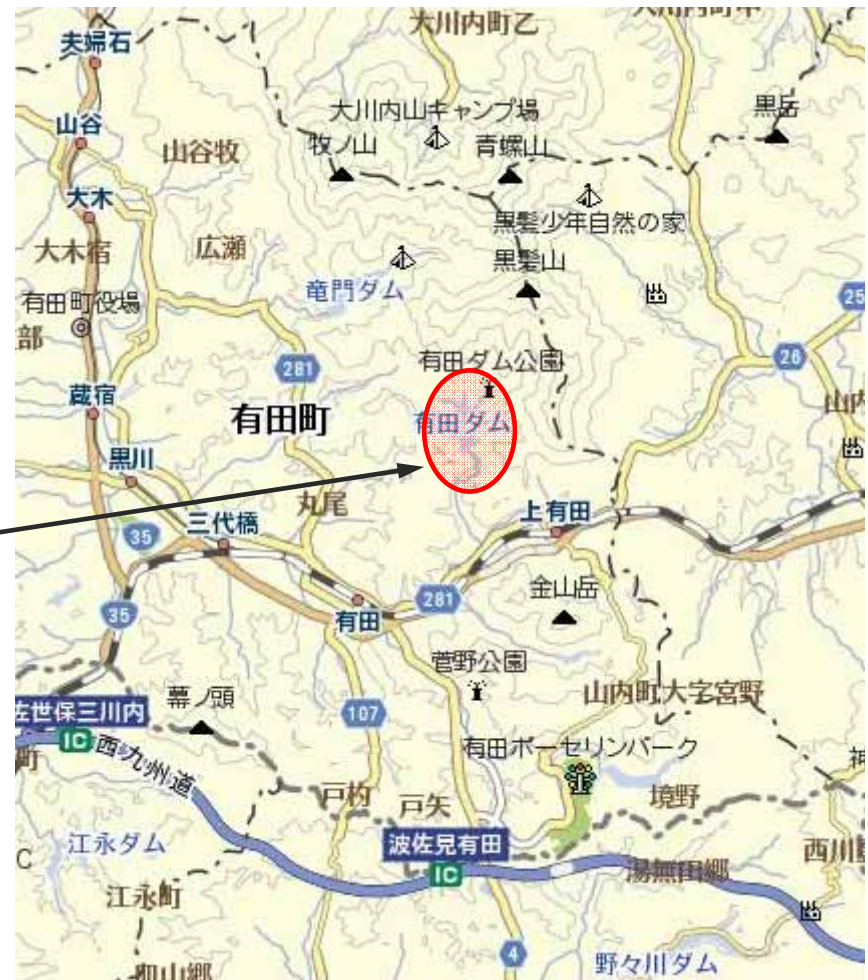 大川内町乙
夫婦石
大川内山キャンプ場
黒岳
山谷
山谷牧
牧ノ山
青螺山
大木
黒髪少年自然の家
大木宿
広瀬
黒髪山
竜門ダム
有田町役場
25
部
26
281
有田ダム公園
蔵宿
有田町
有田ダム
山内
黒川
丸尾
上有田
35
三代橋
金山岳
281
35
有田
菅野公園
山内町大字宮野
佐世保三川内
幕ノ頭
107
IC
西九州道
有田ポーセリンパーク
町
神
戸杓
戸矢
境野
江永ダム
波佐見有田
西川
C
IC
湯無田郷
江永町
4
野々川ダム